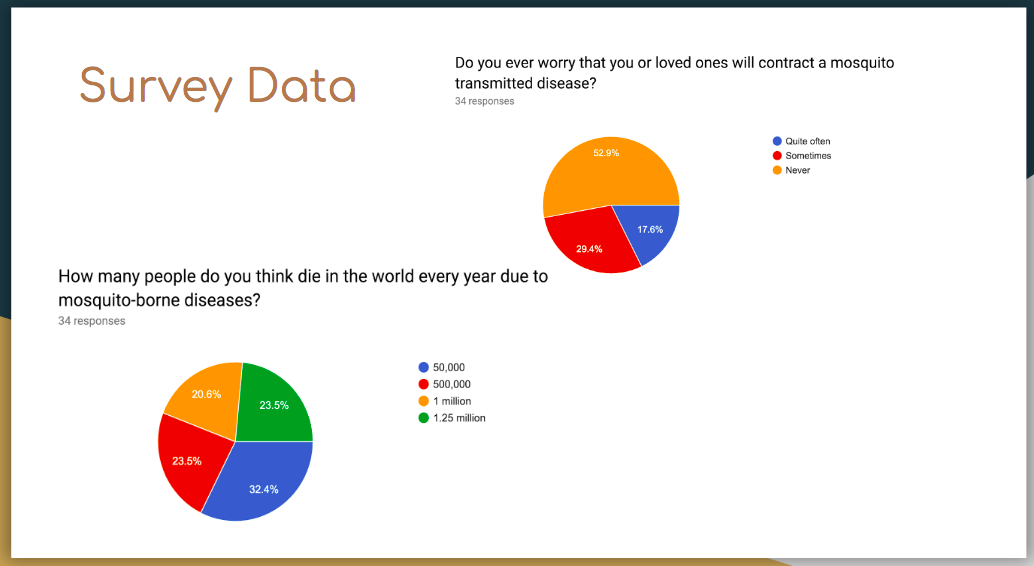 Survey Data
Do you ever worry that you or loved ones will contract a mosquito
transmitted disease?
34 responses
52.9%
17.6%
29.4%
Quite often
Sometimes
Never
How many people do you think die in the world every year due to
mosquito-borne diseases?
34 responses
20.6%
23.5%
23.5%
32.4%
50,000
500,000
1 million
1.25 million